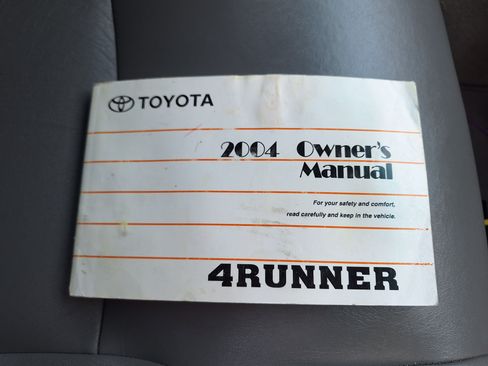 TOYOTA
2004 Owner's
Manual
For your safety and comfort,
read carefully and keep in the vehicle.
4RUNNER